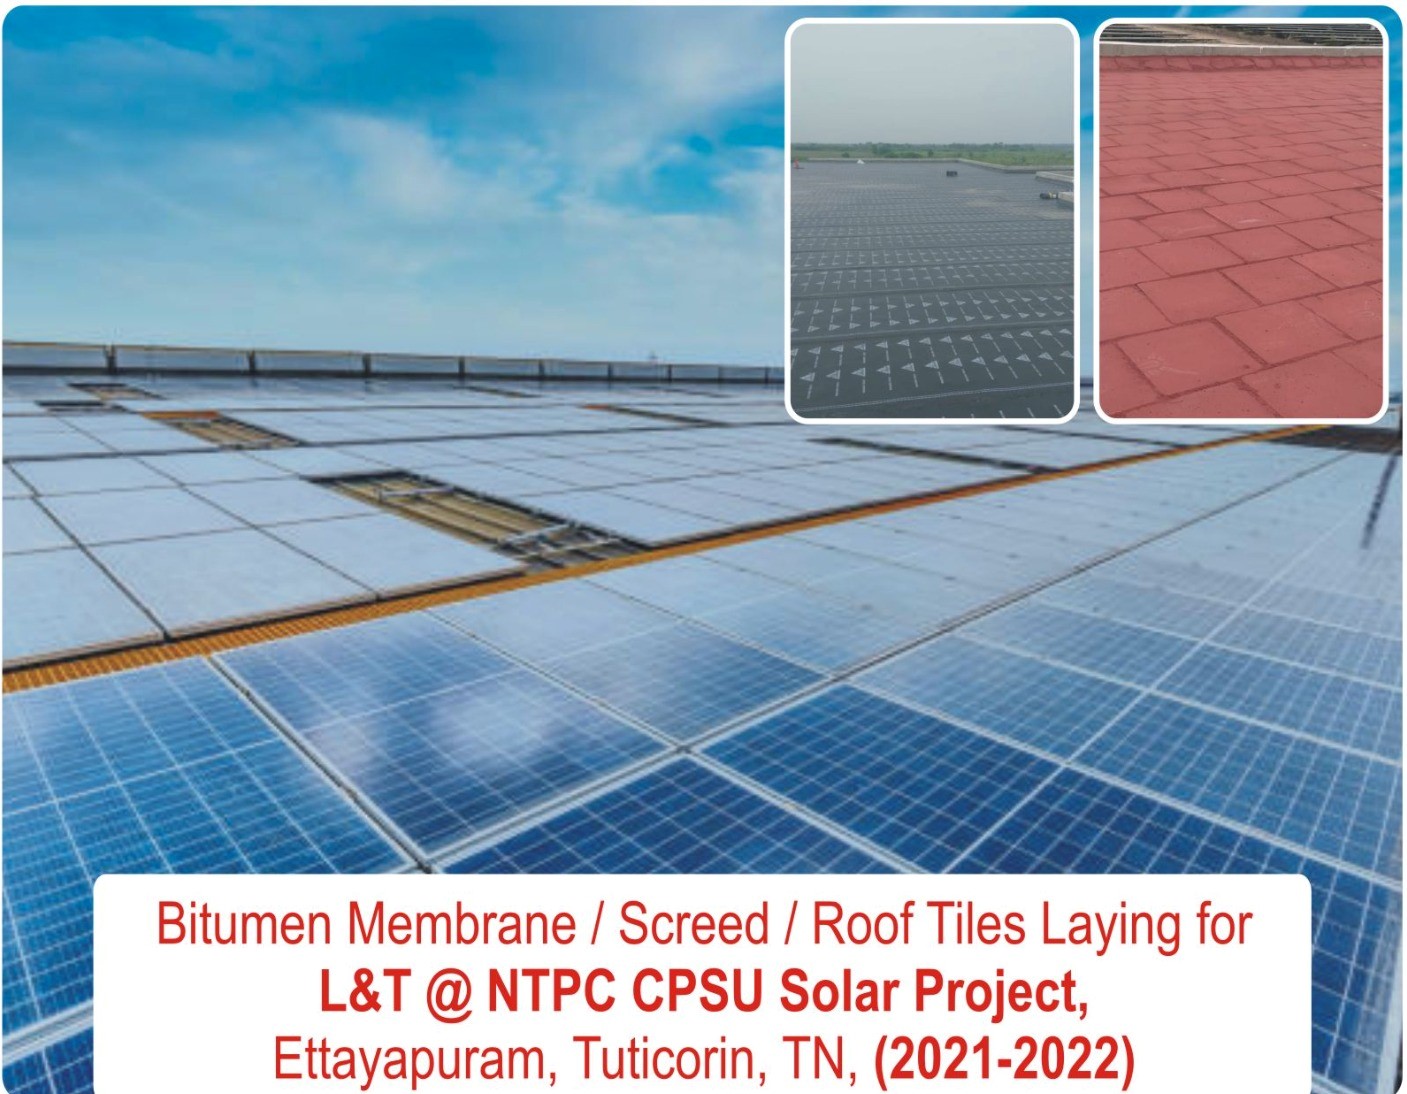 Bitumen Membrane / Screed / Roof Tiles Laying for
L&T @ NTPC CPSU Solar Project,
Ettayapuram, Tuticorin, TN, (2021-2022)